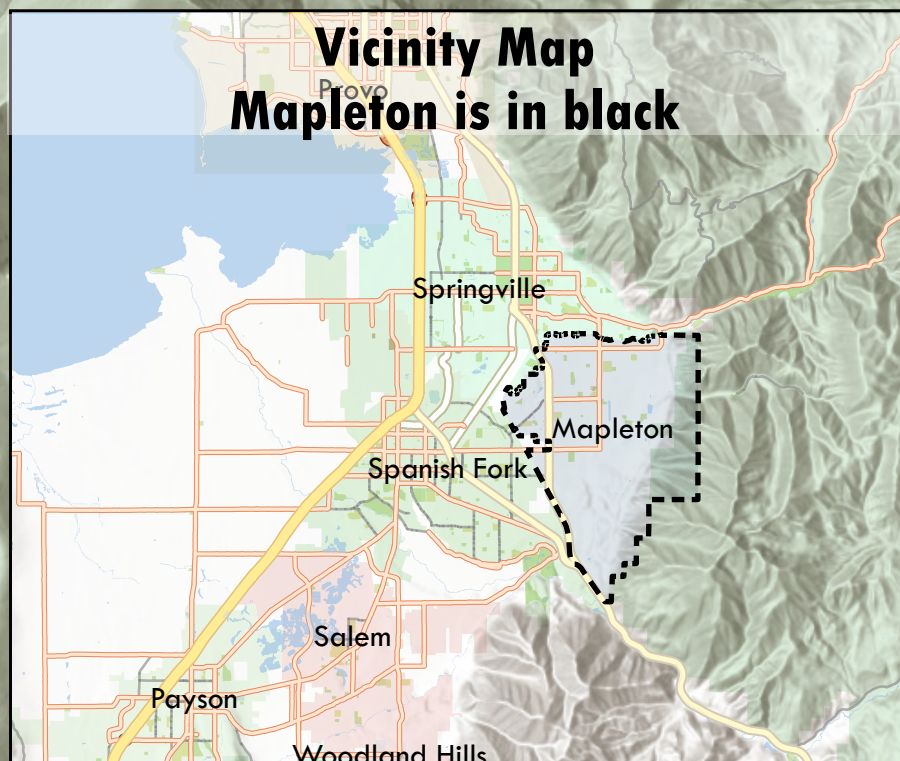 Vicinity Map
Provo
Mapleton is in black
Springville
Mapleton
Spanish Fork
Salem
Payson
Woodland Hills